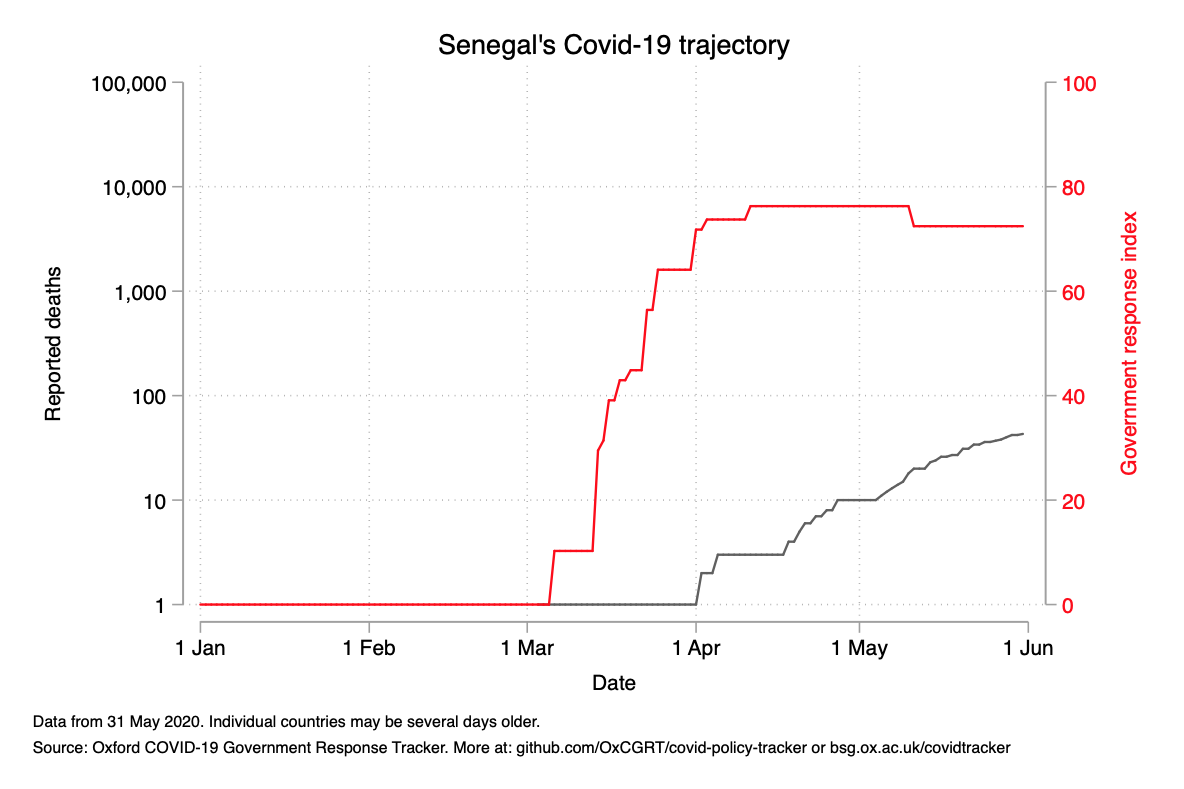 Senegal's Covid-19 trajectory
100,000
10,000
1,000
100
10
1
Reported deaths
100
80
60
40
20
0
Government response index
1 Jan
1 Feb
1 Mar
1 Apr
1 May
1 Jun
Date
Data from 31 May 2020. Individual countries may be several days older.
Source: Oxford COVID-19 Government Response Tracker. More at: github.com/OxCGRT/covid-policy-tracker or bsg.ox.ac.uk/covidtracker